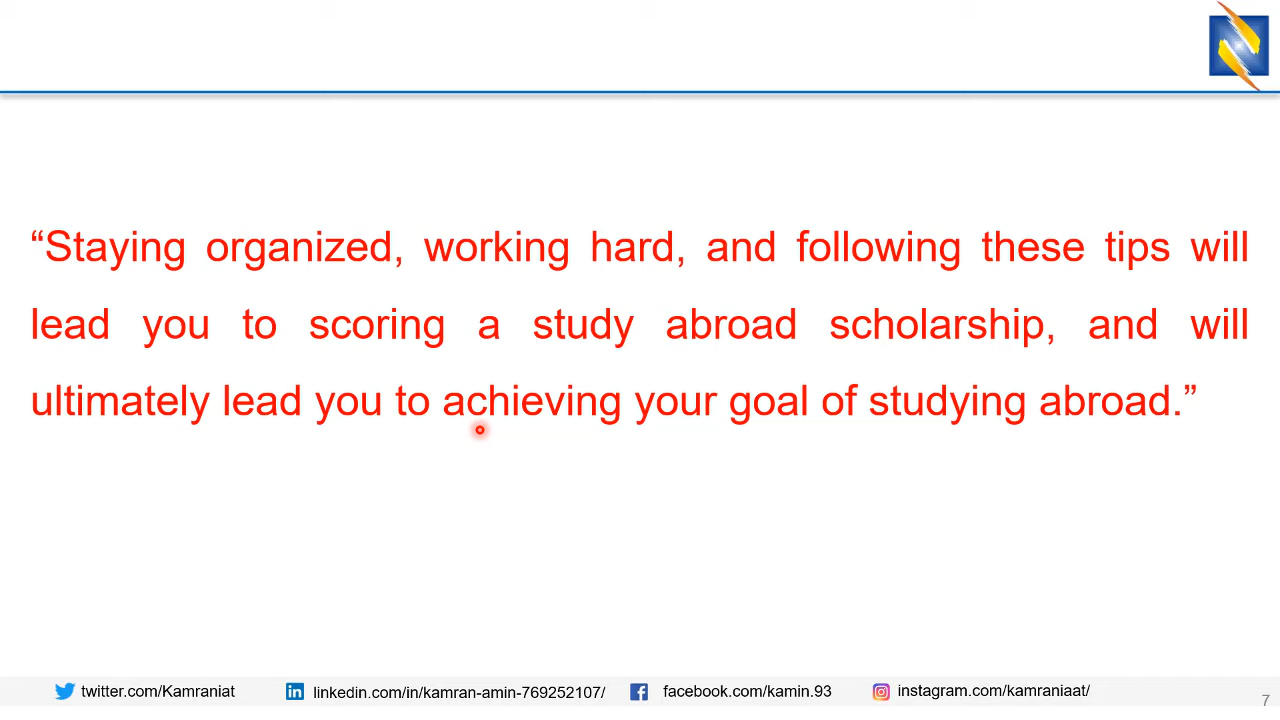 “Staying organized, working hard, and following these tips will
lead you to scoring a study abroad scholarship, and will
ultimately lead you to achieving your goal of studying abroad.”
twitter.com/Kamraniat linkedin.com/in/kamran-amin-769252107/ facebook.com/kamin.93 instagram.com/kamraniaat/
7